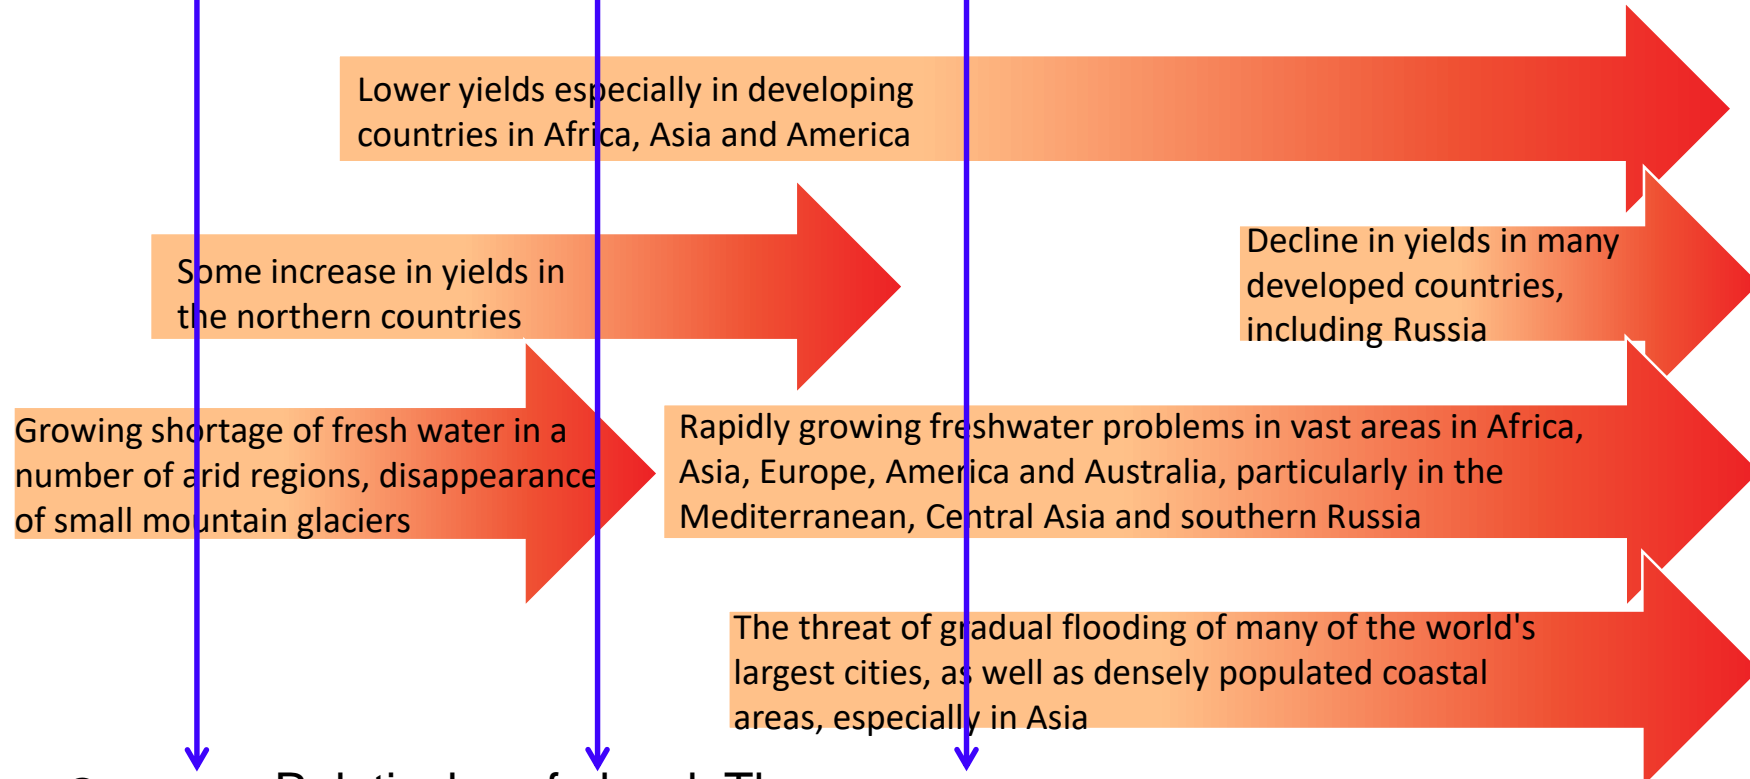 Lower yields especially in developing
countries in Africa, Asia and America
Some increase in yields in
the northern countries
Decline in yields in many
developed countries,
including Russia
Growing shortage of fresh water in a
number of arid regions, disappearance
of small mountain glaciers
Rapidly growing freshwater problems in vast areas in Africa,
Asia, Europe, America and Australia, particularly in the
Mediterranean, Central Asia and southern Russia
The threat of gradual flooding of many of the world's
largest cities, as well as densely populated coastal
areas, especially in Asia